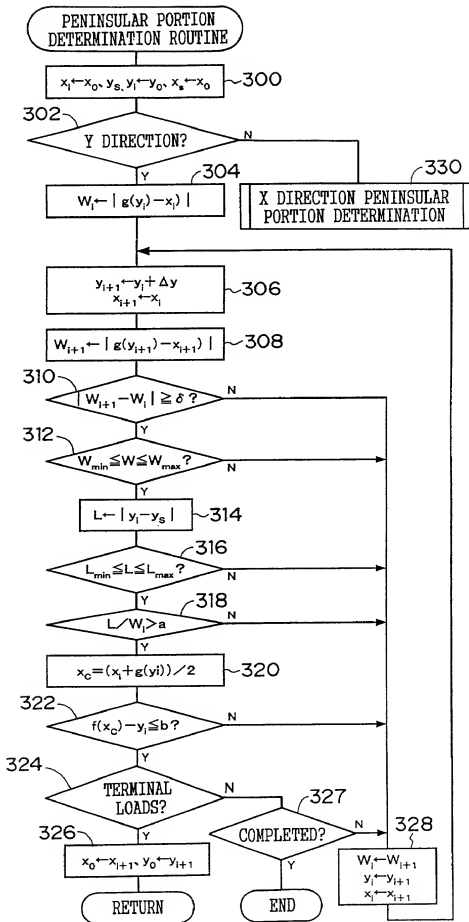 PENINSULAR PORTION
DETERMINATION ROUTINE
xᵢ←x₀、yₛ、yᵢ←y₀、xₛ←x₀
300
302
Y DIRECTION?
N
Y
304
Wᵢ←|g(yᵢ)−xᵢ)|
330
X DIRECTION PENINSULAR
PORTION DETERMINATION
yᵢ₊₁←yᵢ+Δy
xᵢ₊₁←xᵢ
306
Wᵢ₊₁←|g(yᵢ₊₁)−xᵢ₊₁)|
308
310
|Wᵢ₊₁−Wᵢ|≧δ?
N
Y
312
Wmin≦W≦Wmax?
N
Y
L←|yᵢ−yₛ|
314
316
Lmin≦L≦Lmax?
N
Y
318
L/Wᵢ>a
N
Y
x_c=(xᵢ+g(yi))/2
320
322
f(x_c)−yᵢ≦b?
N
Y
324
TERMINAL
LOADS?
N
Y
327
COMPLETED?
N
Y
326
x₀←xᵢ₊₁、y₀←yᵢ₊₁
328
Wᵢ←Wᵢ₊₁
yᵢ←yᵢ₊₁
xᵢ←xᵢ₊₁
RETURN
END